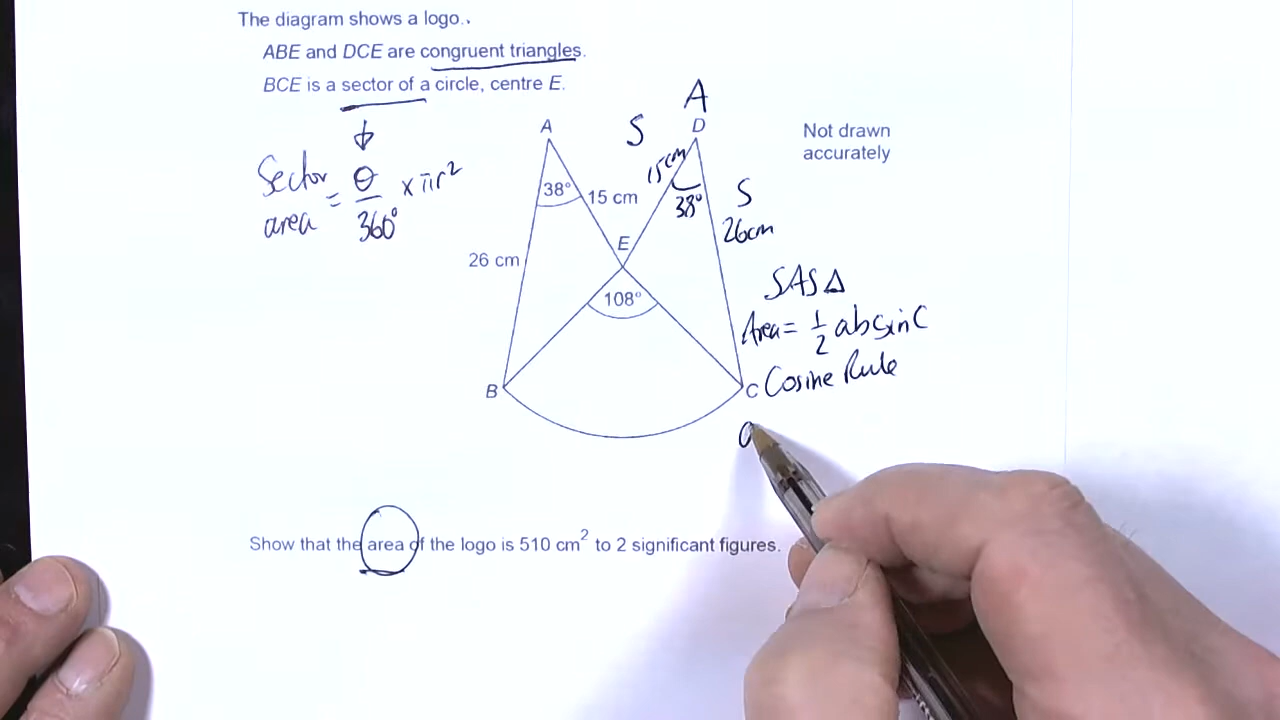 The diagram shows a logo.
ABE and DCE are congruent triangles.
BCE is a sector of a circle, centre E.
Sector area = θ/360° × πr²
A
S
A
D
Not drawn
accurately
38°
15 cm
15cm
38°
S
26cm
26 cm
E
108°
SAS Δ
Area = 1/2 ab sin C
B
C
Cosine Rule
Show that the area of the logo is 510 cm² to 2 significant figures.